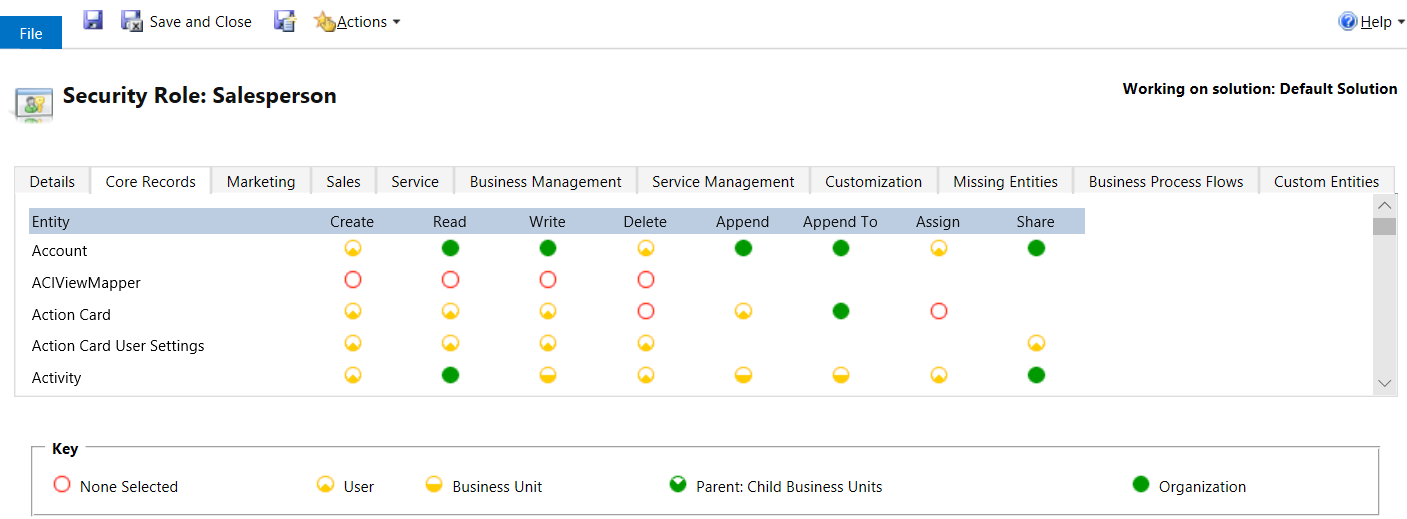 File Save and Close Actions Help
Security Role: Salesperson Working on solution: Default Solution
Details Core Records Marketing Sales Service Business Management Service Management Customization Missing Entities Business Process Flows Custom Entities
Entity Create Read Write Delete Append Append To Assign Share
Account
ACIViewMapper
Action Card
Action Card User Settings
Activity
Key
None Selected User Business Unit Parent: Child Business Units Organization